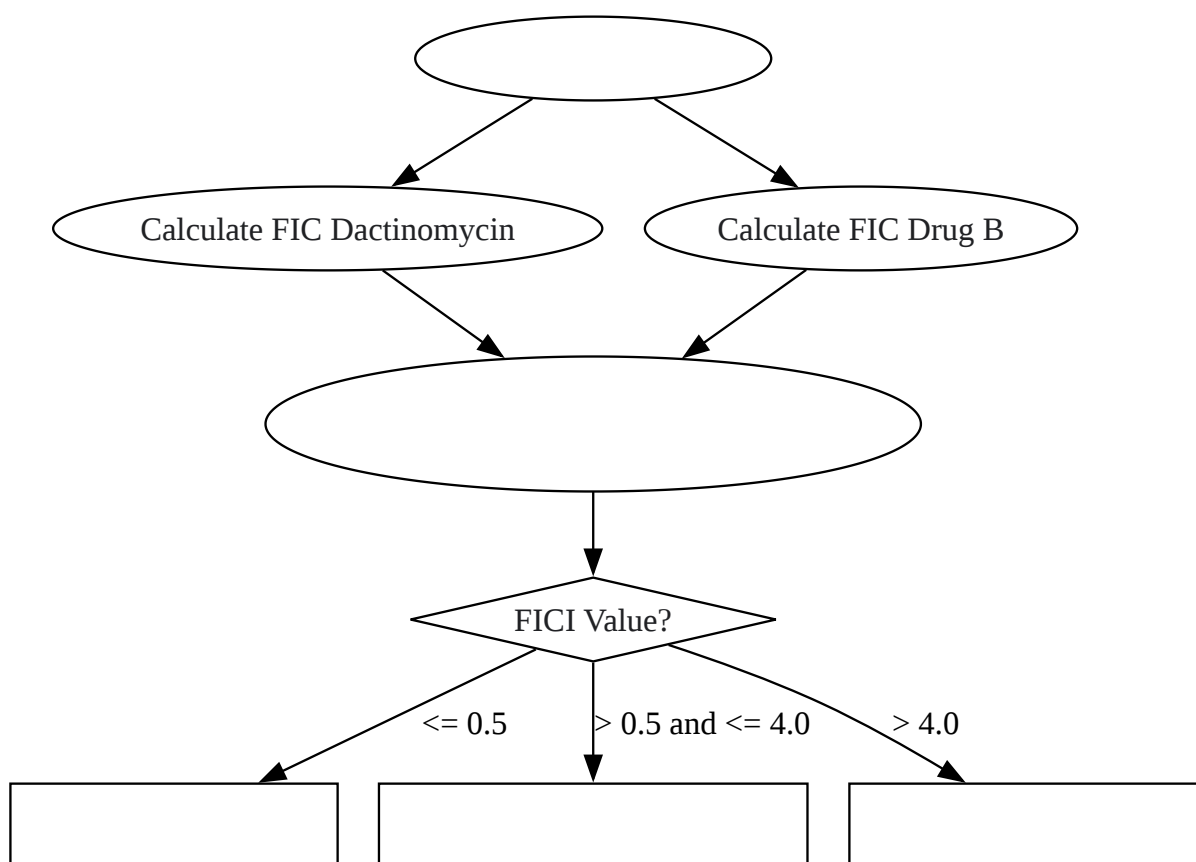 Calculate FIC Dactinomycin
Calculate FIC Drug B
FICI Value?
<= 0.5
> 0.5 and <= 4.0
> 4.0